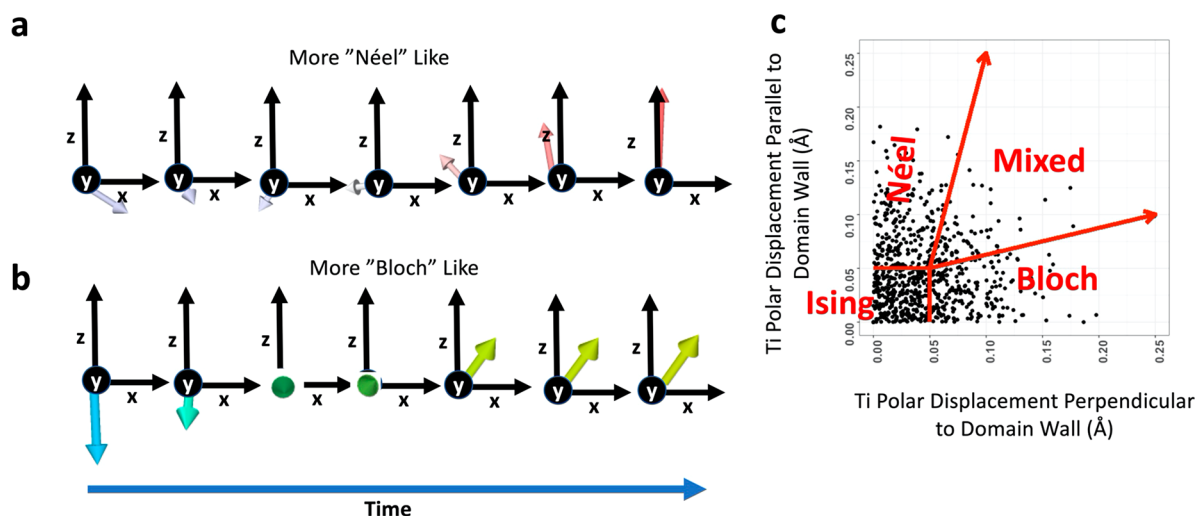 a
More ”Néel” Like
z z z z z z z
y y y y y y y
x x x x x x x
b
More ”Bloch” Like
z z z z z z z
y y y y y
x x x x x x x
Time
c
Ti Polar Displacement Parallel to
Domain Wall (Å)
0.25
0.20
0.15
0.10
0.05
0.00
Néel
Mixed
Bloch
Ising
0.00 0.05 0.10 0.15 0.20 0.25
Ti Polar Displacement Perpendicular
to Domain Wall (Å)